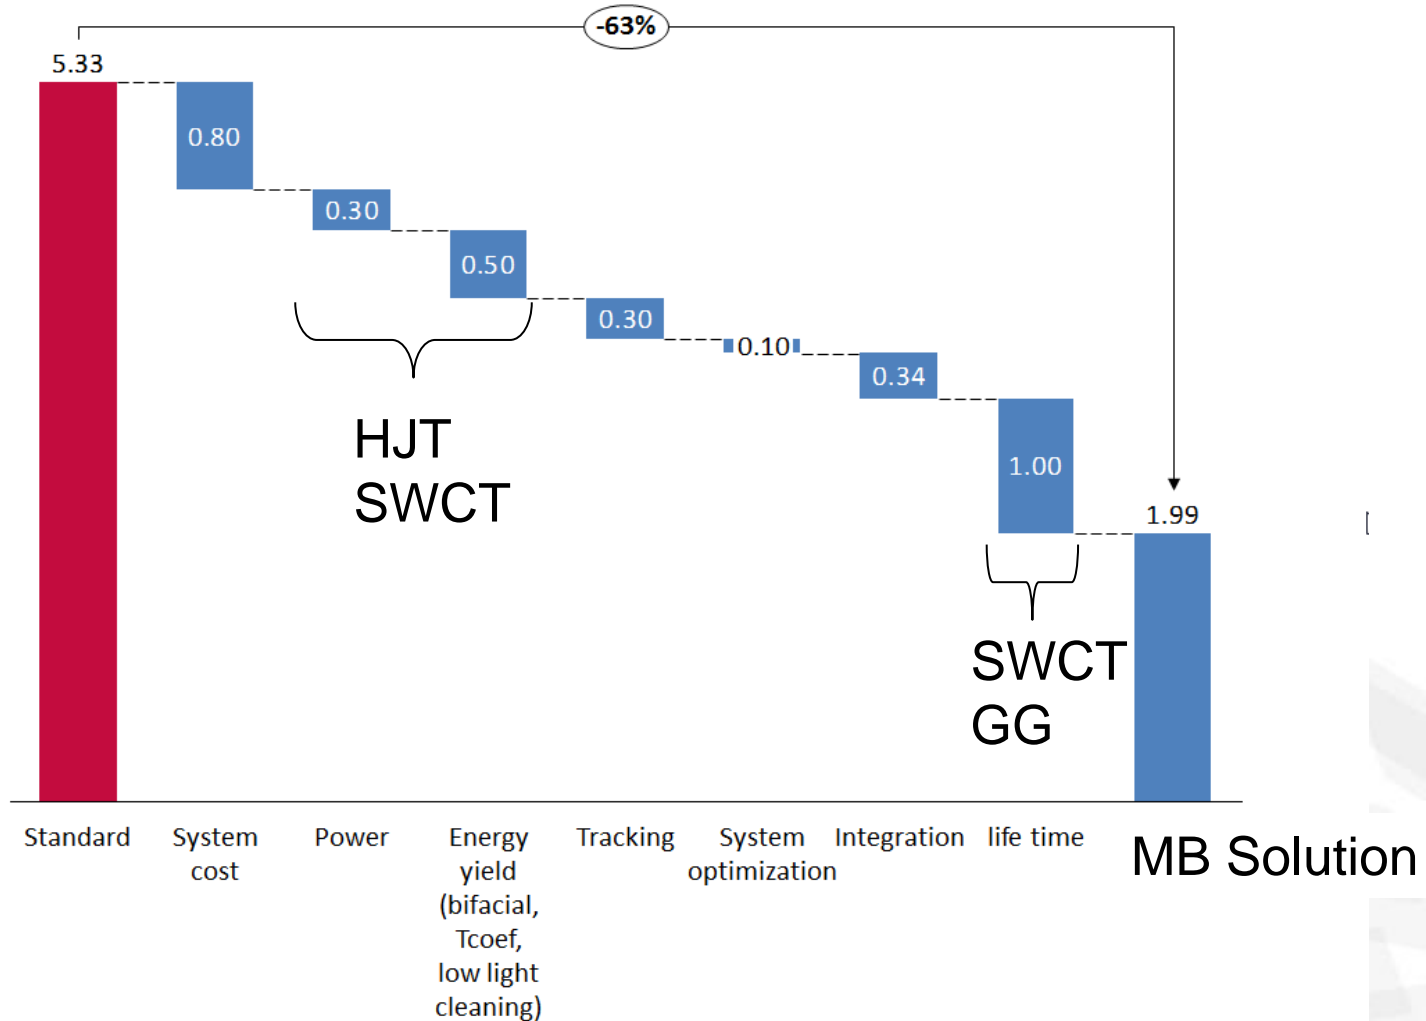 -63%
5.33
0.80
0.30
0.50
0.30
0.10
0.34
1.00
1.99
HJT
SWCT
SWCT
GG
Standard
System
cost
Power
Energy
yield
(bifacial,
Tcoef,
low light
cleaning)
Tracking
System
optimization
Integration
life time
MB Solution